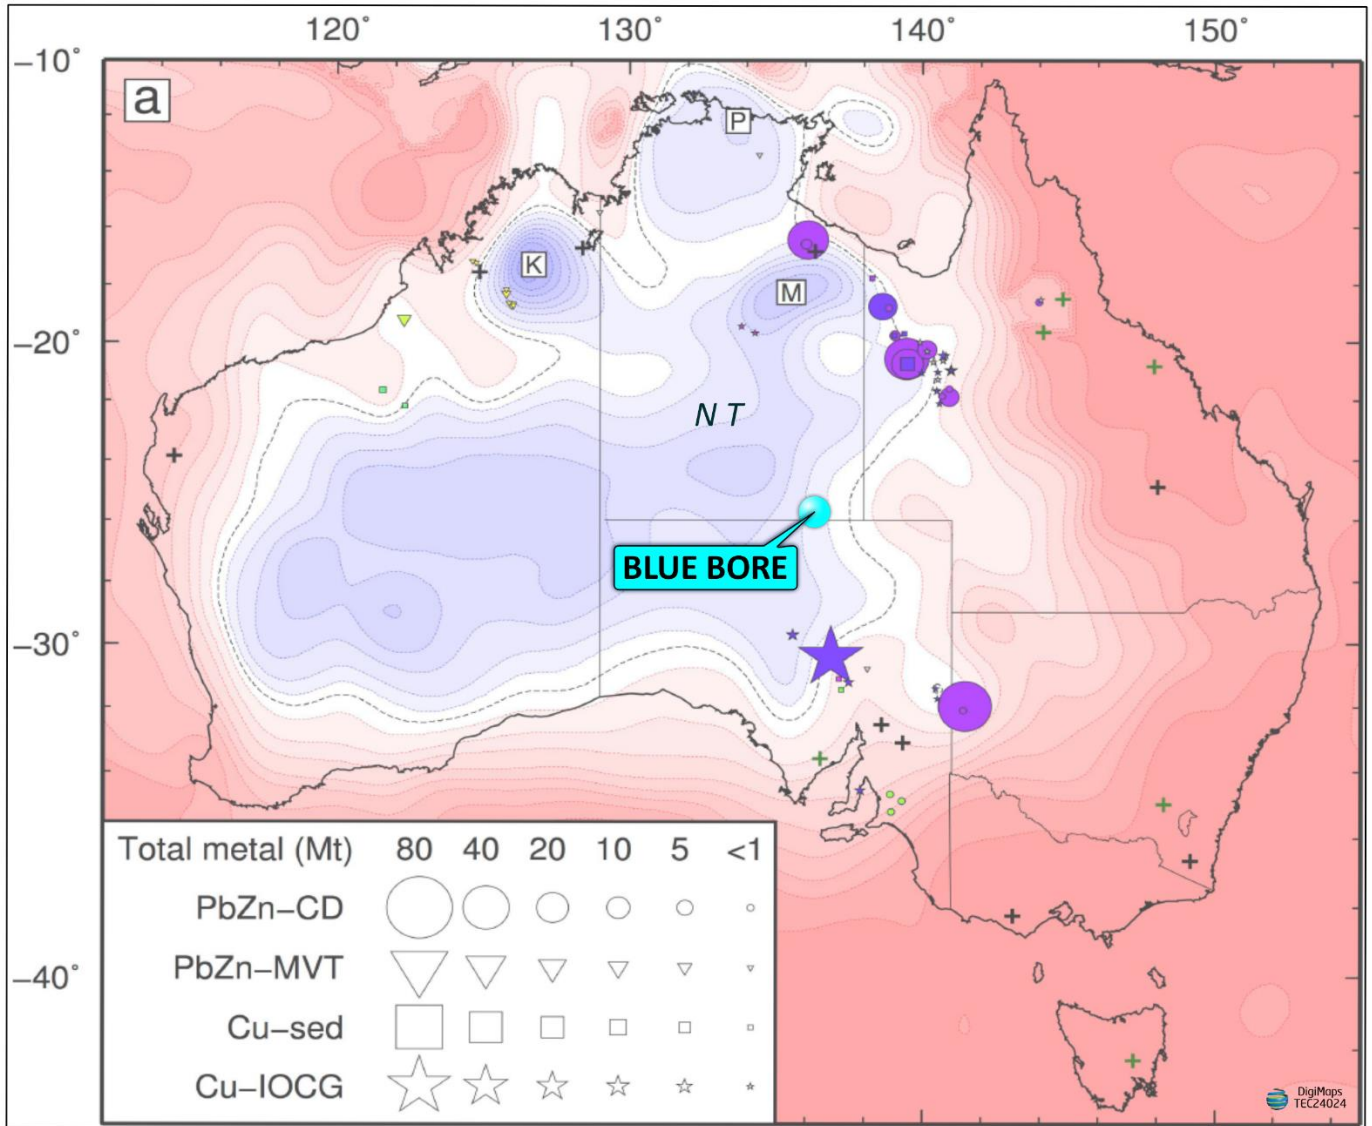 120° 130° 140° 150°
−10°
a
P
K
M
−20°
N T
BLUE BORE
−30°
−40°
Total metal (Mt) 80 40 20 10 5 <1
PbZn−CD
PbZn−MVT
Cu−sed
Cu−IOCG
DigiMaps
TEC24024